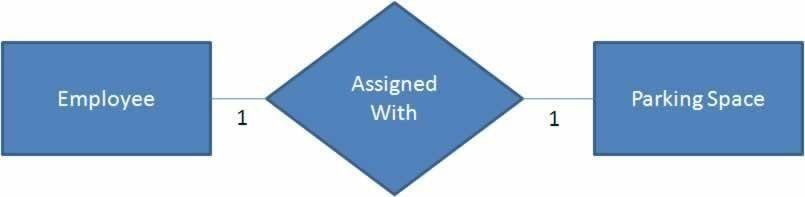 Employee
1
Assigned
With
1
Parking Space